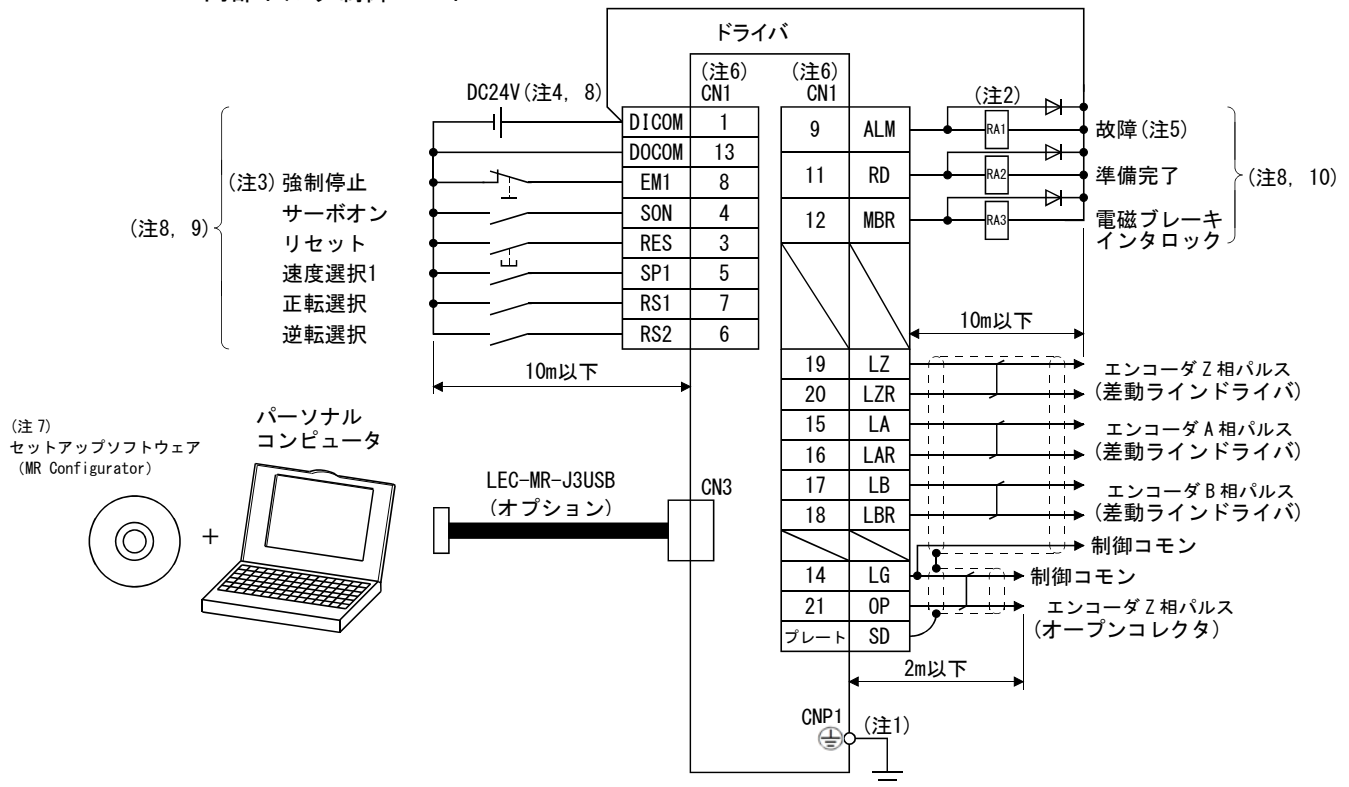 ドライバ
(注6)
CN1
(注6)
CN1
DC24V(注4, 8)
DICOM 1
DOCOM 13
(注3) 強制停止 EM1 8
サーボオン SON 4
リセット RES 3
速度選択1 SP1 5
正転選択 RS1 7
逆転選択 RS2 6
(注8, 9)
10m以下
(注2)
9 ALM RA1 故障(注5)
11 RD RA2 準備完了
12 MBR RA3 電磁ブレーキ
インタロック
(注8, 10)
10m以下
19 LZ エンコーダ Z 相パルス
20 LZR (差動ラインドライバ)
15 LA エンコーダ A 相パルス
16 LAR (差動ラインドライバ)
17 LB エンコーダ B 相パルス
18 LBR (差動ラインドライバ)
制御コモン
14 LG 制御コモン
21 OP エンコーダ Z 相パルス
(オープンコレクタ)
プレート SD
2m以下
(注 7)
セットアップソフトウェア
(MR Configurator)
+
パーソナル
コンピュータ
LEC-MR-J3USB
(オプション)
CN3
CNP1
(注1)